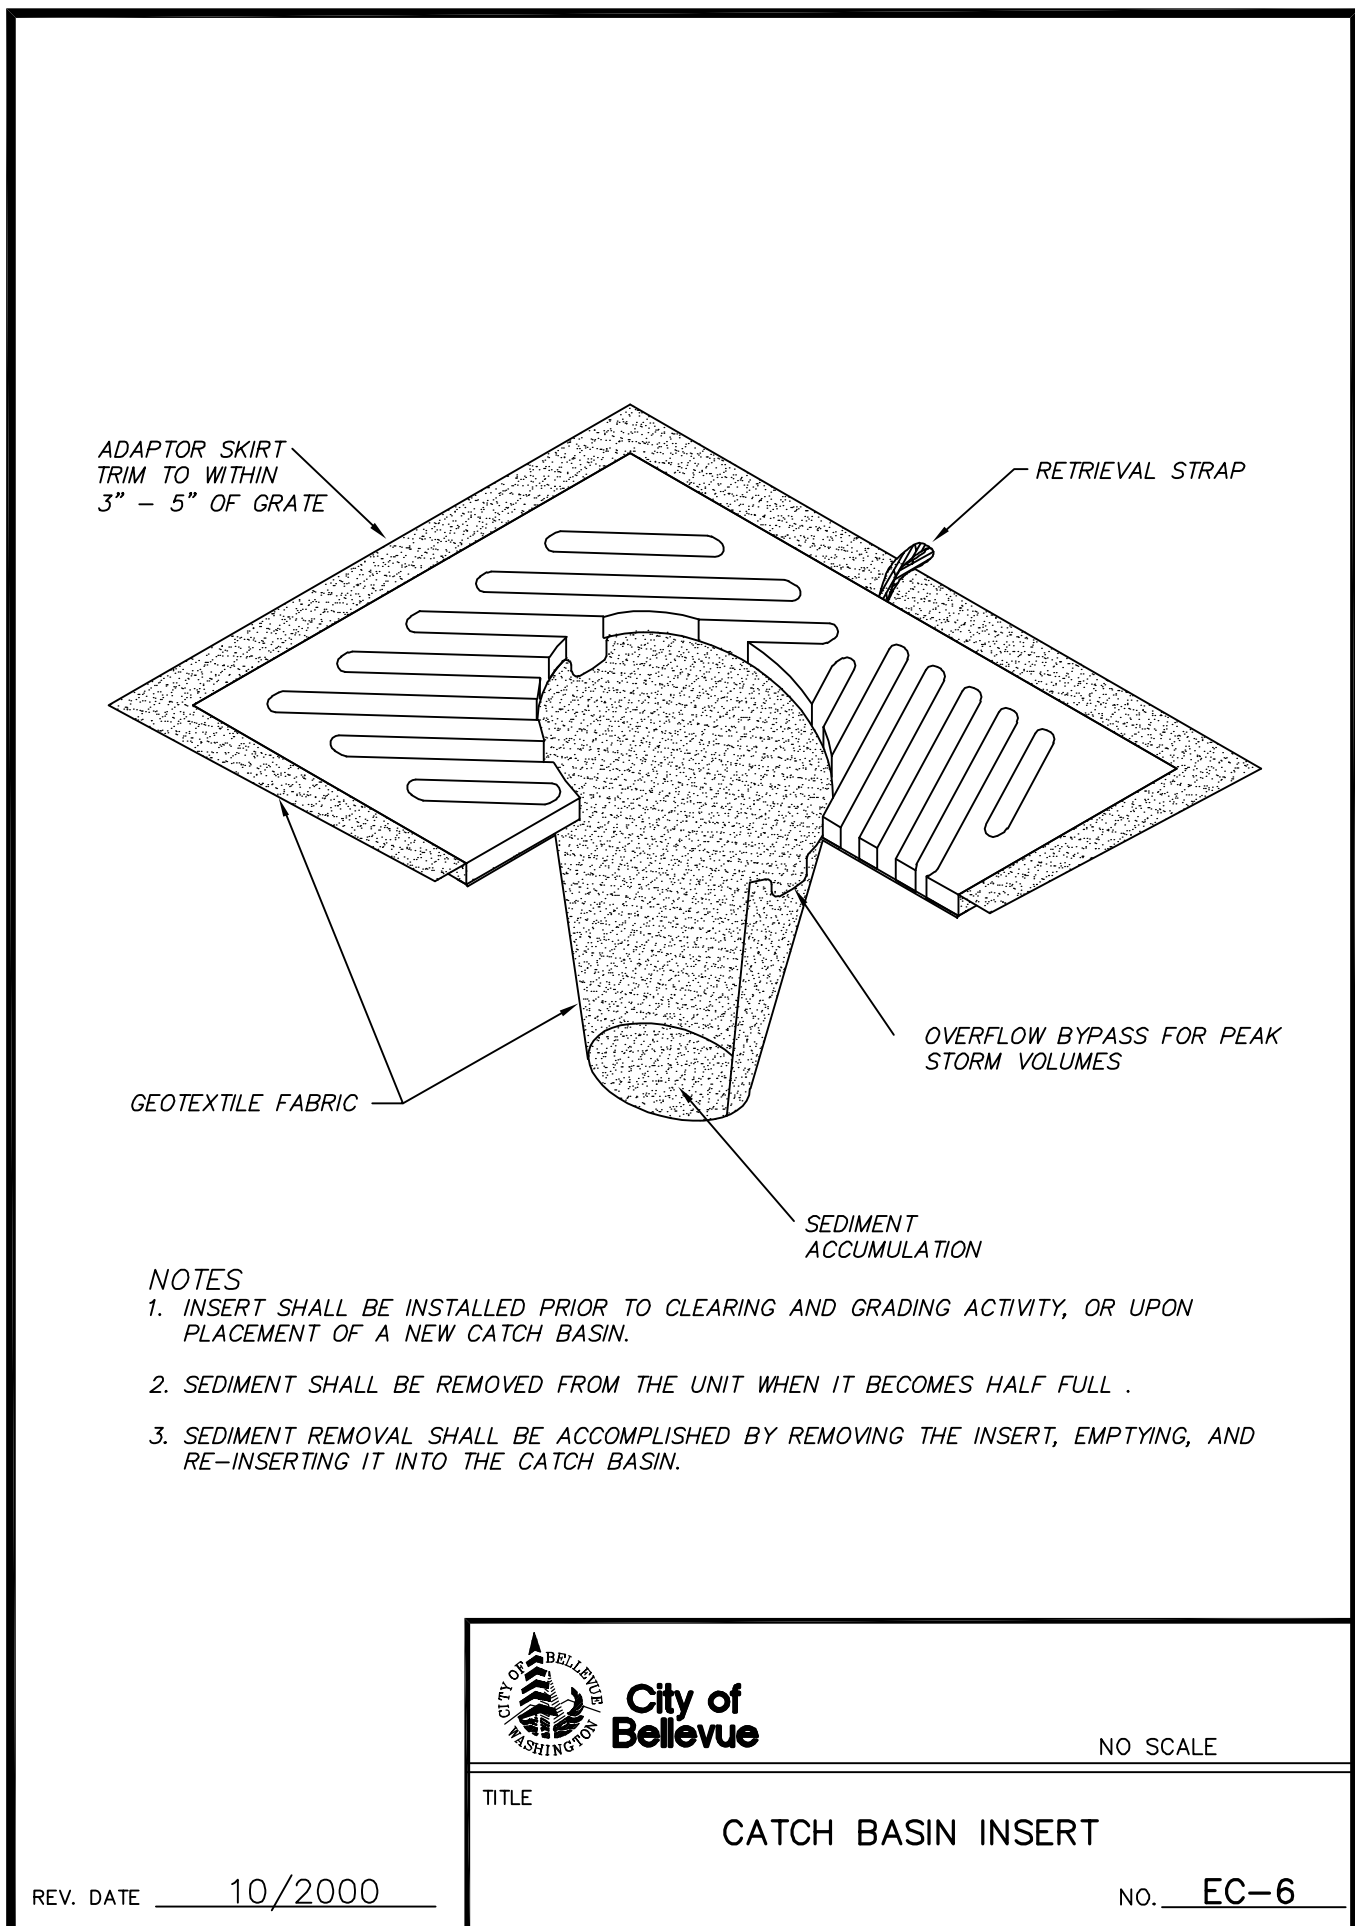 ADAPTOR SKIRT
TRIM TO WITHIN
3" – 5" OF GRATE
RETRIEVAL STRAP
OVERFLOW BYPASS FOR PEAK
STORM VOLUMES
GEOTEXTILE FABRIC
SEDIMENT
ACCUMULATION
NOTES
1. INSERT SHALL BE INSTALLED PRIOR TO CLEARING AND GRADING ACTIVITY, OR UPON
PLACEMENT OF A NEW CATCH BASIN.
2. SEDIMENT SHALL BE REMOVED FROM THE UNIT WHEN IT BECOMES HALF FULL .
3. SEDIMENT REMOVAL SHALL BE ACCOMPLISHED BY REMOVING THE INSERT, EMPTYING, AND
RE–INSERTING IT INTO THE CATCH BASIN.
CITY OF BELLEVUE
WASHINGTON
City of
Bellevue
NO SCALE
TITLE
CATCH BASIN INSERT
REV. DATE 10/2000
NO. EC–6